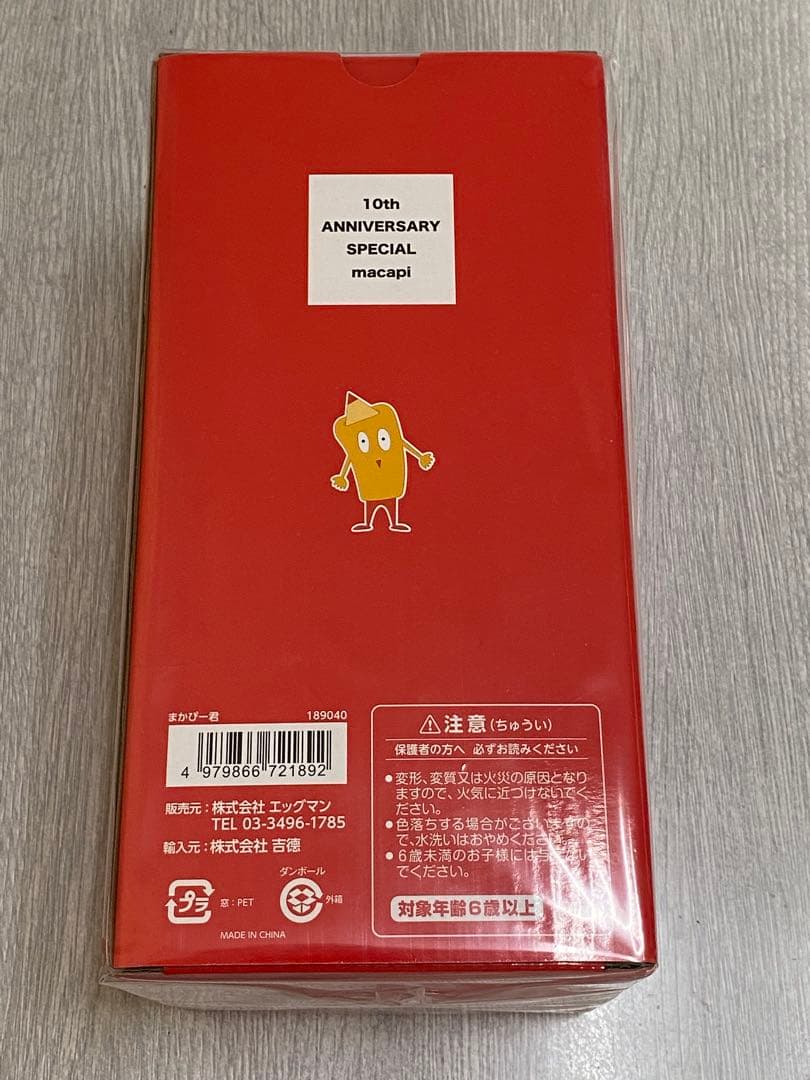 10th
ANNIVERSARY
SPECIAL
macapi
まかぴー君 189040
4 979866 721892
販売元：株式会社 エッグマン
TEL 03-3496-1785
輸入元：株式会社 吉徳
プラ
窓：PET
ダンボール
外箱
MADE IN CHINA
注意(ちゅうい)
保護者の方へ 必ずお読みください
●変形、変質又は火災の原因となり
ますので、火気に近づけないでく
ださい。
●色落ちする場合がございますの
で、水洗いはおやめください。
●6歳未満のお子様には与えない
でください。
対象年齢6歳以上